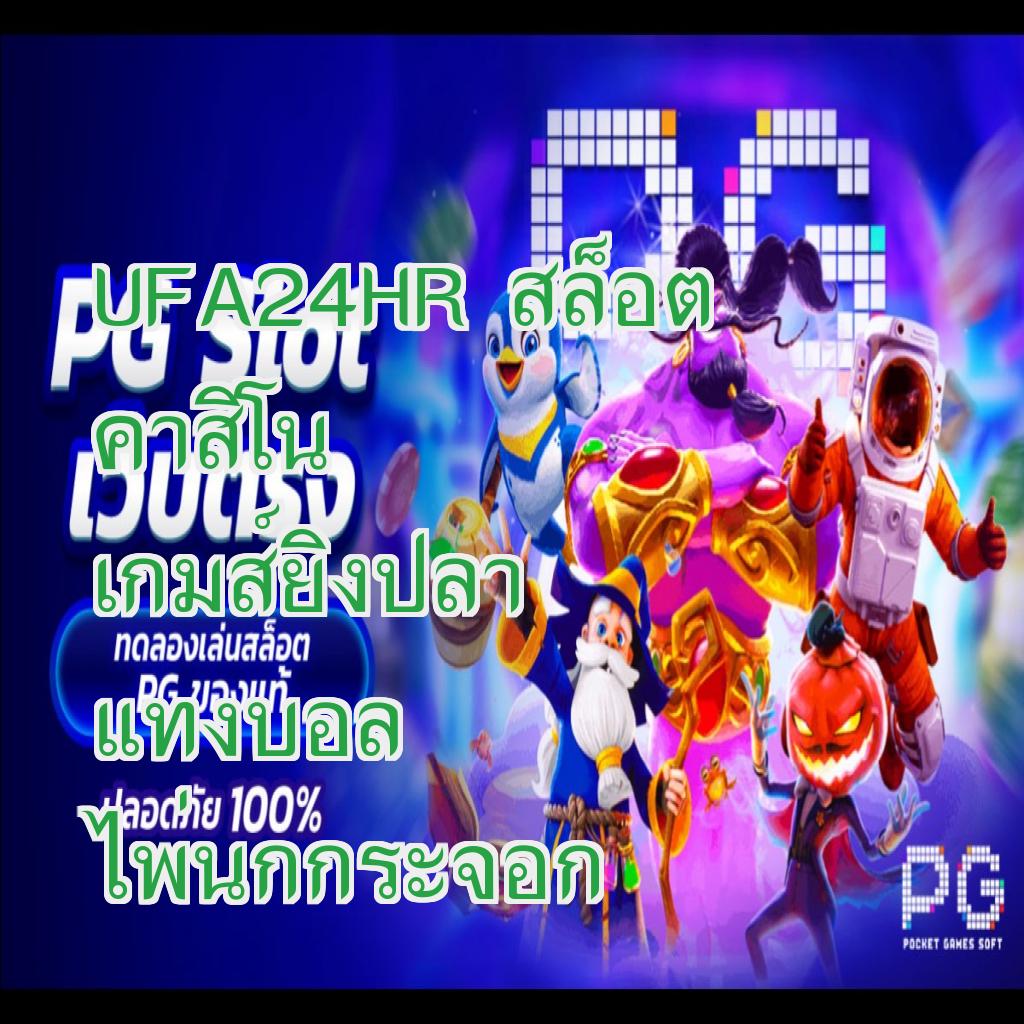 UFA24HR สล็อต
PG Slot
คาสิโน
เว็บตรง
เกมส์ยิงปลา
ทดลองเล่นสล็อต
PG ของแท้
แทงบอล
ปลอดภัย 100%
ไพ่นกกระจอก
PG
PG
POCKET GAMES SOFT